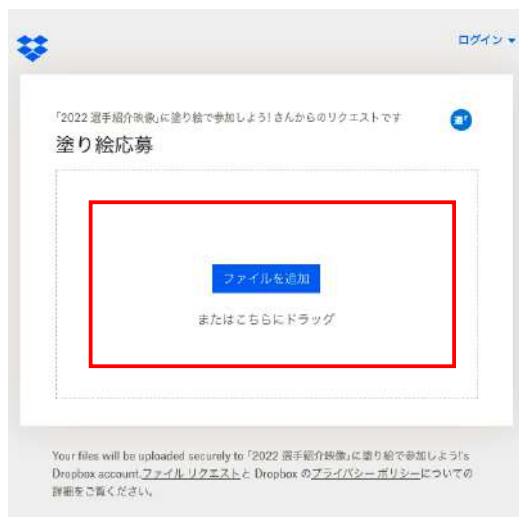 ログイン
「2022 選手紹介映像」に塗り絵で参加しよう!さんからのリクエストです
塗り絵応募
ファイルを追加
またはこちらにドラッグ
Your files will be uploaded securely to「2022 選手紹介映像」に塗り絵で参加しよう!'s
Dropbox account.ファイル リクエストと Dropbox のプライバシー ポリシーについての
詳細をご覧ください。